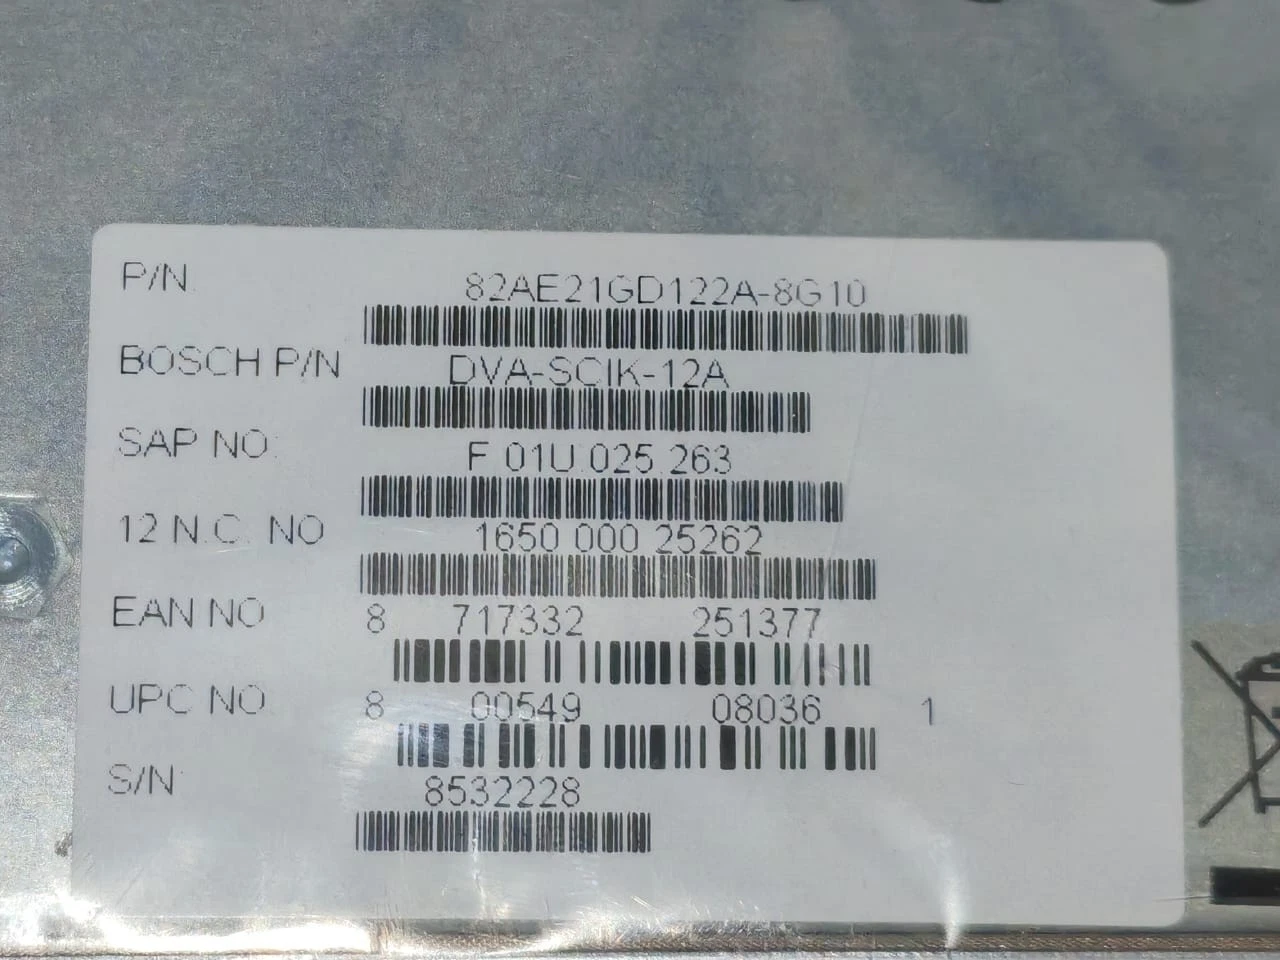 P/N 82AE21GD122A-8G10
BOSCH P/N DVA-SCIK-12A
SAP NO: F.01U.025.263
12 N.C. NO 1650 000 25262
EAN NO 8 717332 251377
UPC NO 8 00549 08036 1
S/N: 8532228